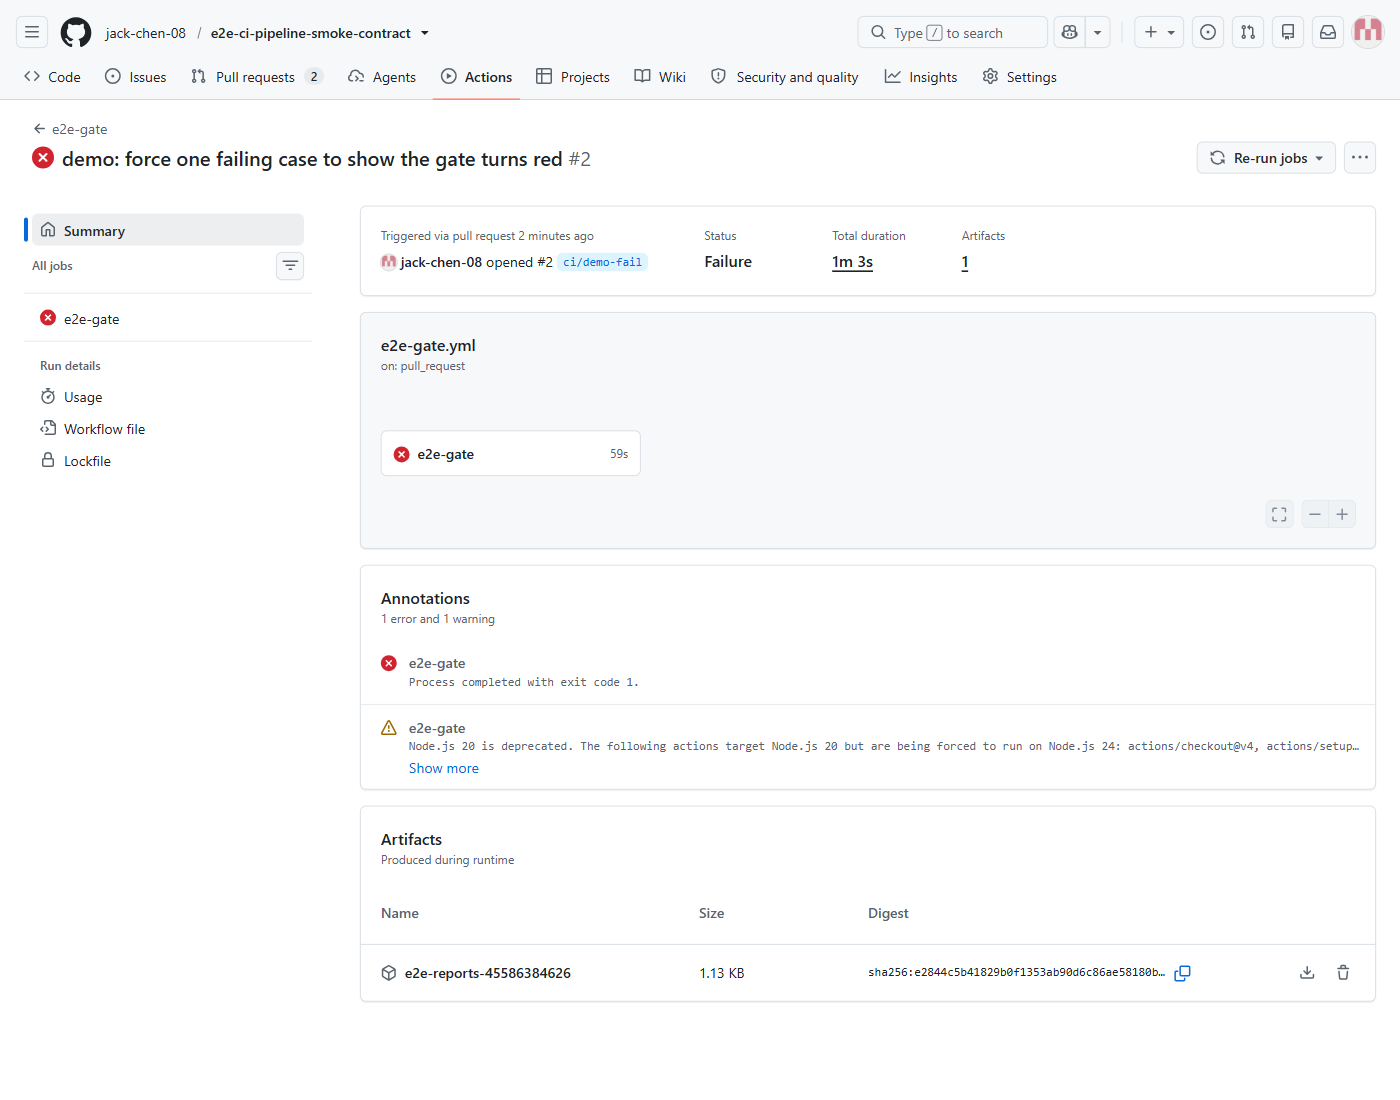 jack-chen-08 / e2e-ci-pipeline-smoke-contract
Type / to search
Code
Issues
Pull requests 2
Agents
Actions
Projects
Wiki
Security and quality
Insights
Settings
e2e-gate
demo: force one failing case to show the gate turns red #2
Re-run jobs
Summary
All jobs
e2e-gate
Run details
Usage
Workflow file
Lockfile
Triggered via pull request 2 minutes ago
jack-chen-08 opened #2 ci/demo-fail
Status
Failure
Total duration
1m 3s
Artifacts
1
e2e-gate.yml
on: pull_request
e2e-gate 59s
Annotations
1 error and 1 warning
e2e-gate
Process completed with exit code 1.
e2e-gate
Node.js 20 is deprecated. The following actions target Node.js 20 but are being forced to run on Node.js 24: actions/checkout@v4, actions/setup…
Show more
Artifacts
Produced during runtime
Name Size Digest
e2e-reports-45586384626 1.13 KB sha256:e2844c5b41829b0f1353ab90d6c86ae58180b…